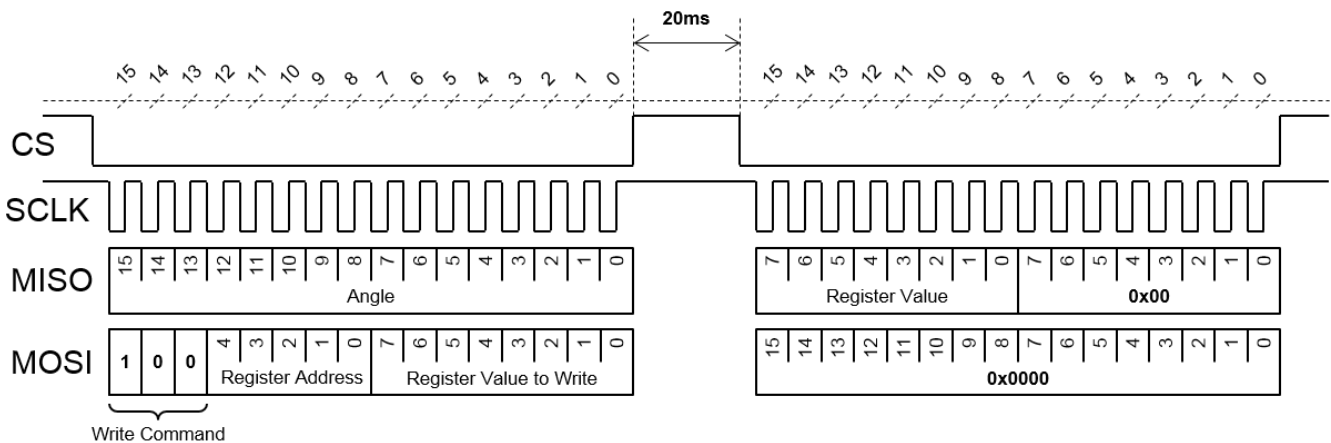 20ms
15 14 13 12 11 10 9 8 7 6 5 4 3 2 1 0 15 14 13 12 11 10 9 8 7 6 5 4 3 2 1 0
CS
SCLK
MISO
15 14 13 12 11 10 9 8 7 6 5 4 3 2 1 0 7 6 5 4 3 2 1 0 7 6 5 4 3 2 1 0
Angle Register Value 0x00
MOSI
1 0 0 4 3 2 1 0 7 6 5 4 3 2 1 0 15 14 13 12 11 10 9 8 7 6 5 4 3 2 1 0
Register Address Register Value to Write 0x0000
Write Command